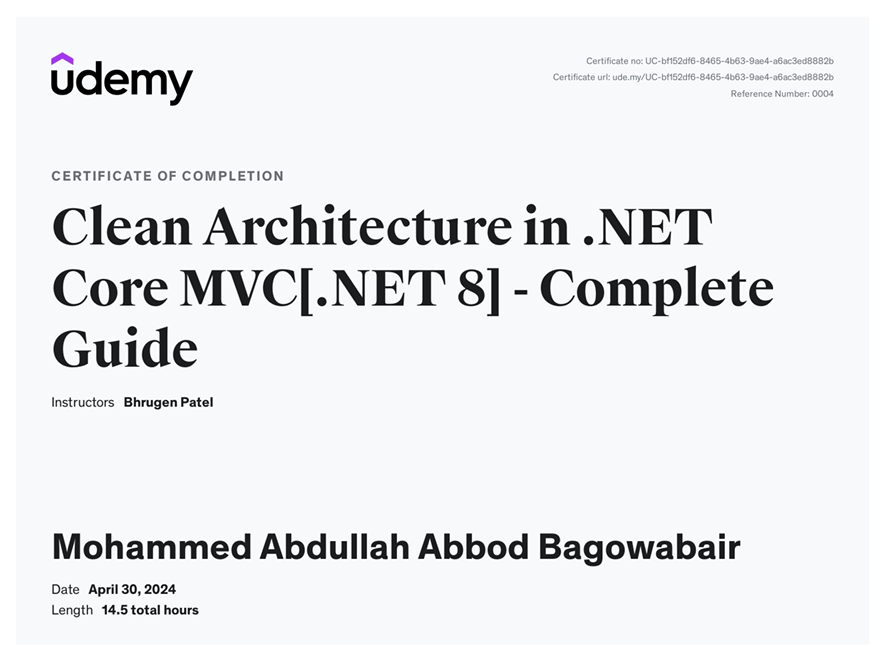 udemy
Certificate no: UC-bf152df6-8465-4b63-9ae4-a6ac3ed8882b
Certificate url: ude.my/UC-bf152df6-8465-4b63-9ae4-a6ac3ed8882b
Reference Number: 0004
CERTIFICATE OF COMPLETION
Clean Architecture in .NET
Core MVC[.NET 8] - Complete
Guide
Instructors Bhrugen Patel
Mohammed Abdullah Abbod Bagowabair
Date April 30, 2024
Length 14.5 total hours